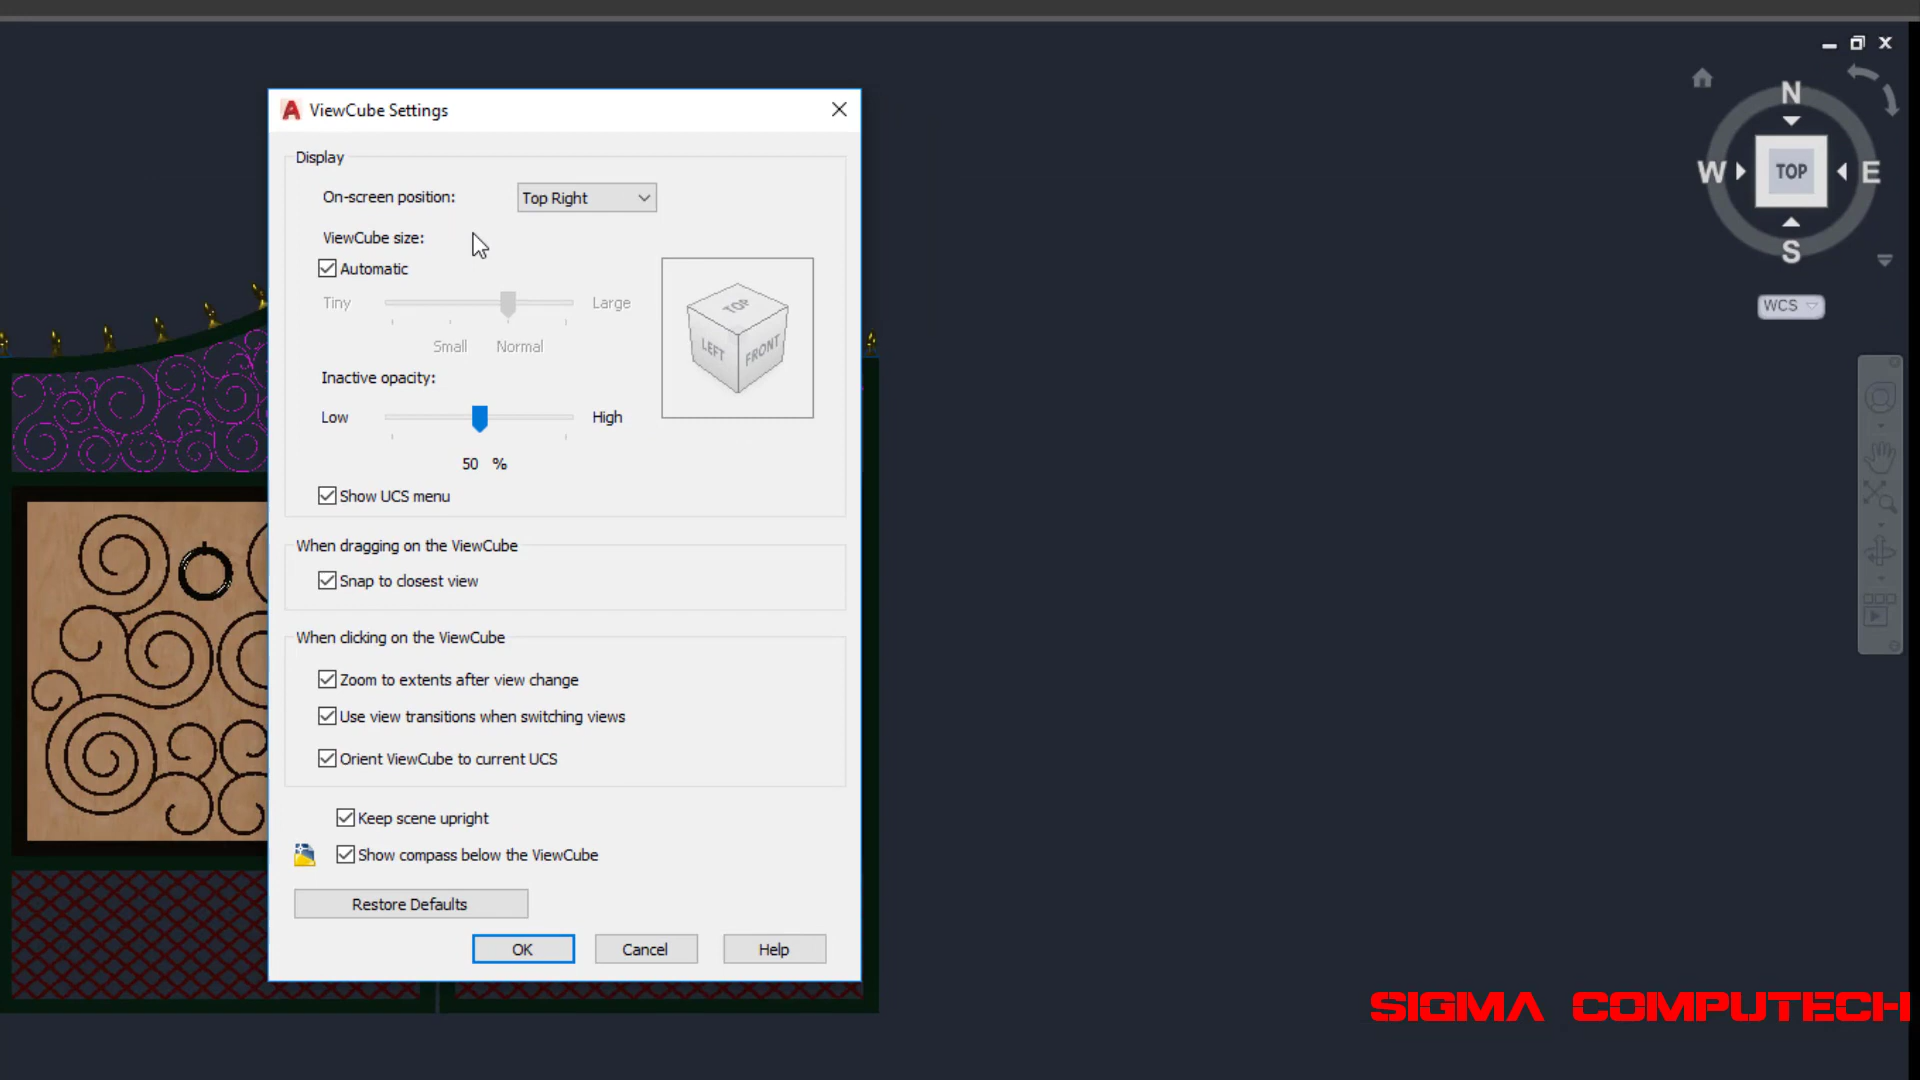 ViewCube Settings
Display
On-screen position:
Top Right
ViewCube size:
Automatic
Tiny
Large
Small
Normal
TOP
LEFT
FRONT
Inactive opacity:
Low
High
50 %
Show UCS menu
When dragging on the ViewCube
Snap to closest view
When clicking on the ViewCube
Zoom to extents after view change
Use view transitions when switching views
Orient ViewCube to current UCS
Keep scene upright
Show compass below the ViewCube
Restore Defaults
OK
Cancel
Help
N
W
TOP
E
S
WCS
SIGMA COMPUTECH